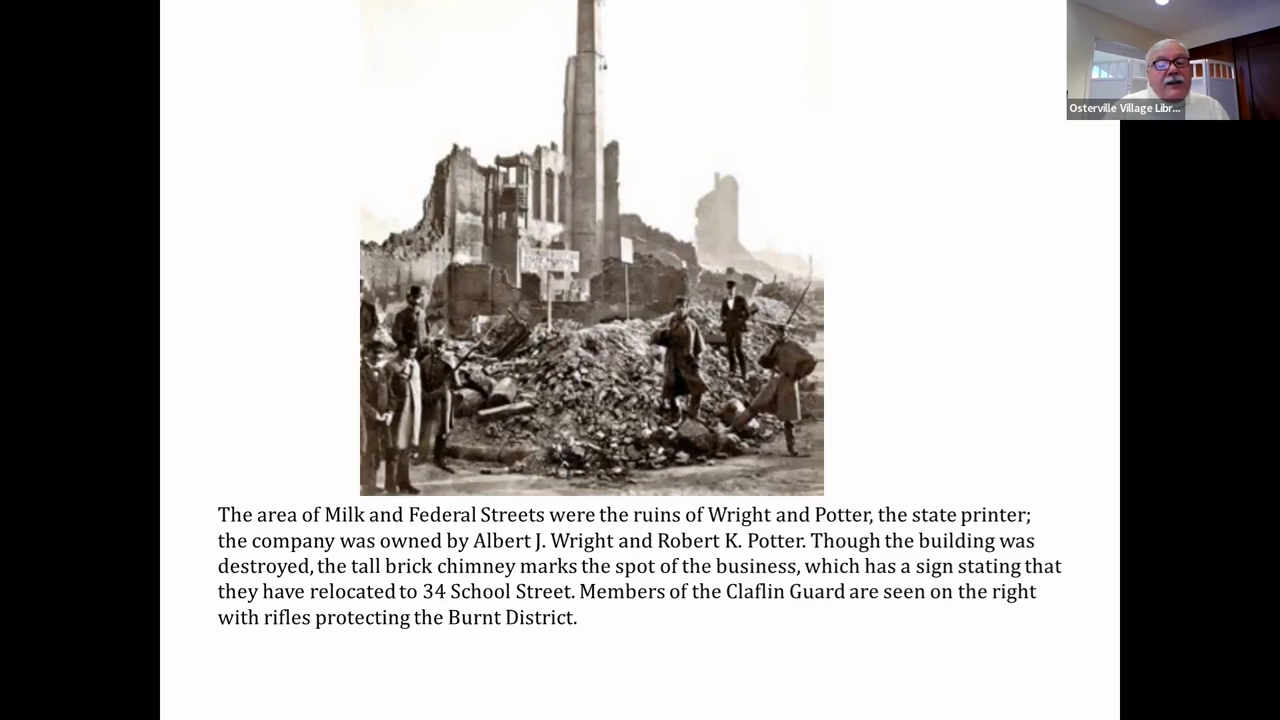 Osterville Village Libr...
STATE PRINTERS
The area of Milk and Federal Streets were the ruins of Wright and Potter, the state printer;
the company was owned by Albert J. Wright and Robert K. Potter. Though the building was
destroyed, the tall brick chimney marks the spot of the business, which has a sign stating that
they have relocated to 34 School Street. Members of the Claflin Guard are seen on the right
with rifles protecting the Burnt District.